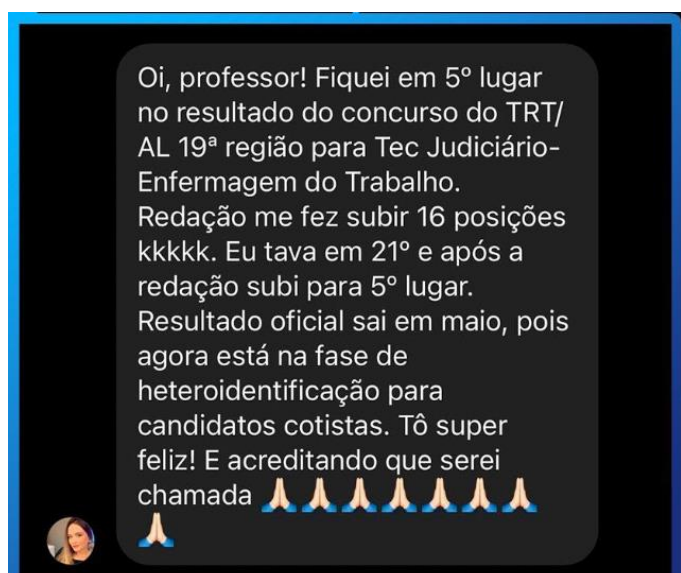 Oi, professor! Fiquei em 5º lugar
no resultado do concurso do TRT/
AL 19ª região para Tec Judiciário-
Enfermagem do Trabalho.
Redação me fez subir 16 posições
kkkkk. Eu tava em 21º e após a
redação subi para 5º lugar.
Resultado oficial sai em maio, pois
agora está na fase de
heteroidentificação para
candidatos cotistas. Tô super
feliz! E acreditando que serei
chamada 🙏🏻🙏🏻🙏🏻🙏🏻🙏🏻🙏🏻🙏🏻
🙏🏻